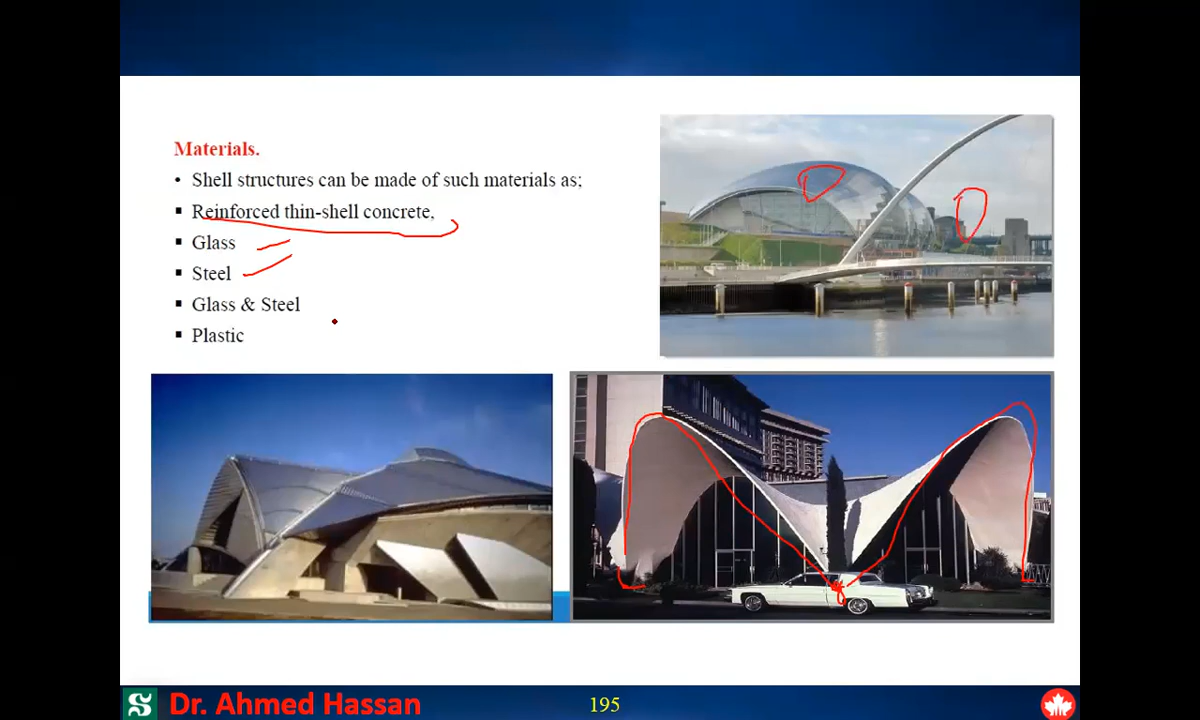 Materials.
• Shell structures can be made of such materials as;
▪ Reinforced thin-shell concrete,
▪ Glass
▪ Steel
▪ Glass & Steel
▪ Plastic
Dr. Ahmed Hassan
195